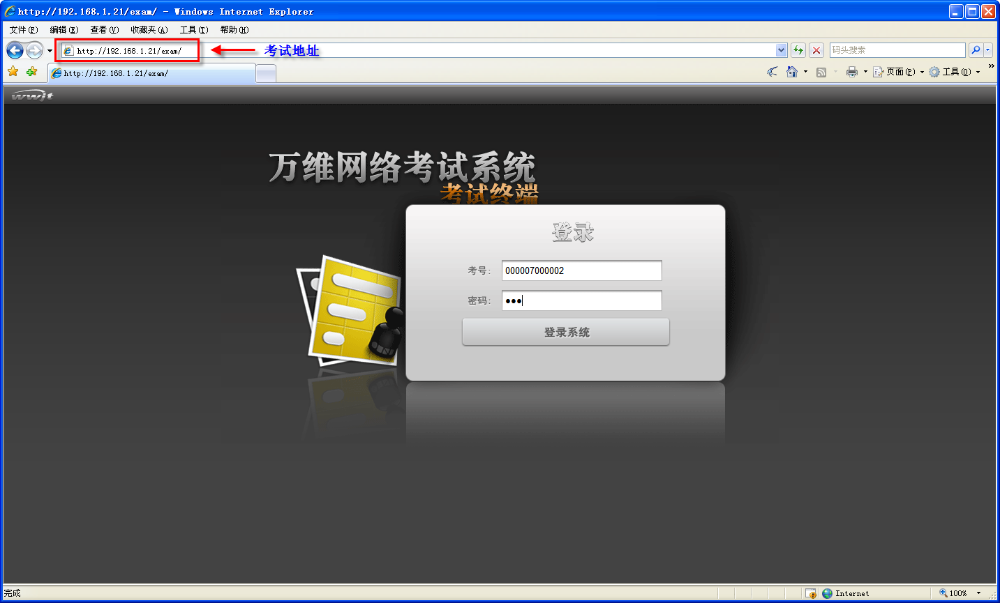 http://192.168.1.21/exam/ - Windows Internet Explorer
文件(F) 编辑(E) 查看(V) 收藏夹(A) 工具(T) 帮助(H)
http://192.168.1.21/exam/ 考试地址 码头搜索
http://192.168.1.21/exam/ 页面(P) 工具(O) »
wwit
万维网络考试系统
考试终端
登录
考号: 000007000002
密码: ●●●
登录系统
完成 Internet 100%